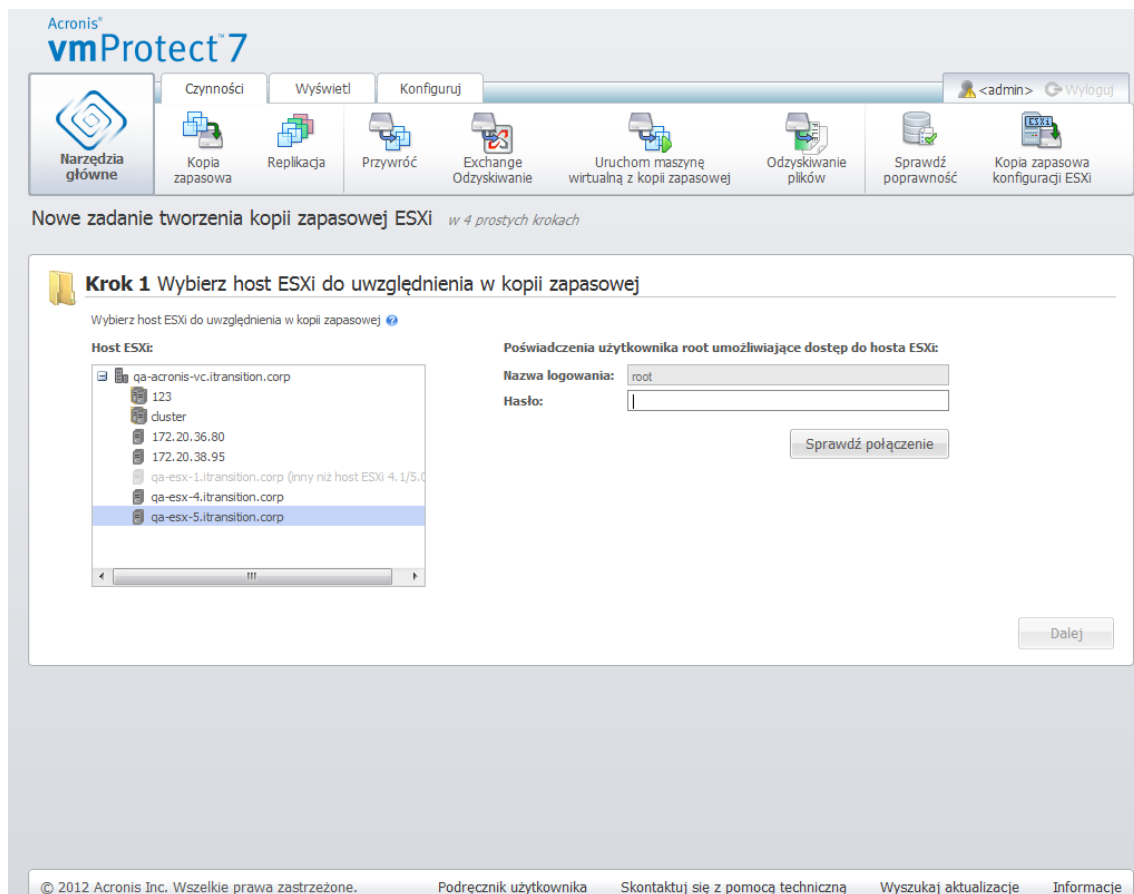 Acronis®
vmProtect™ 7
Czynności Wyświetl Konfiguruj <admin> Wyloguj
Narzędzia główne
Kopia zapasowa
Replikacja
Przywróć
Exchange Odzyskiwanie
Uruchom maszynę wirtualną z kopii zapasowej
Odzyskiwanie plików
Sprawdź poprawność
ESXi
Kopia zapasowa konfiguracji ESXi
Nowe zadanie tworzenia kopii zapasowej ESXi w 4 prostych krokach
Krok 1 Wybierz host ESXi do uwzględnienia w kopii zapasowej
Wybierz host ESXi do uwzględnienia w kopii zapasowej
Host ESXi:
qa-acronis-vc.itransition.corp
123
cluster
172.20.36.80
172.20.38.95
qa-esx-1.itransition.corp (inny niż host ESXi 4.1/5.0
qa-esx-4.itransition.corp
qa-esx-5.itransition.corp
Poświadczenia użytkownika root umożliwiające dostęp do hosta ESXi:
Nazwa logowania: root
Hasło:
Sprawdź połączenie
Dalej
© 2012 Acronis Inc. Wszelkie prawa zastrzeżone. Podręcznik użytkownika Skontaktuj się z pomocą techniczną Wyszukaj aktualizacje Informacje